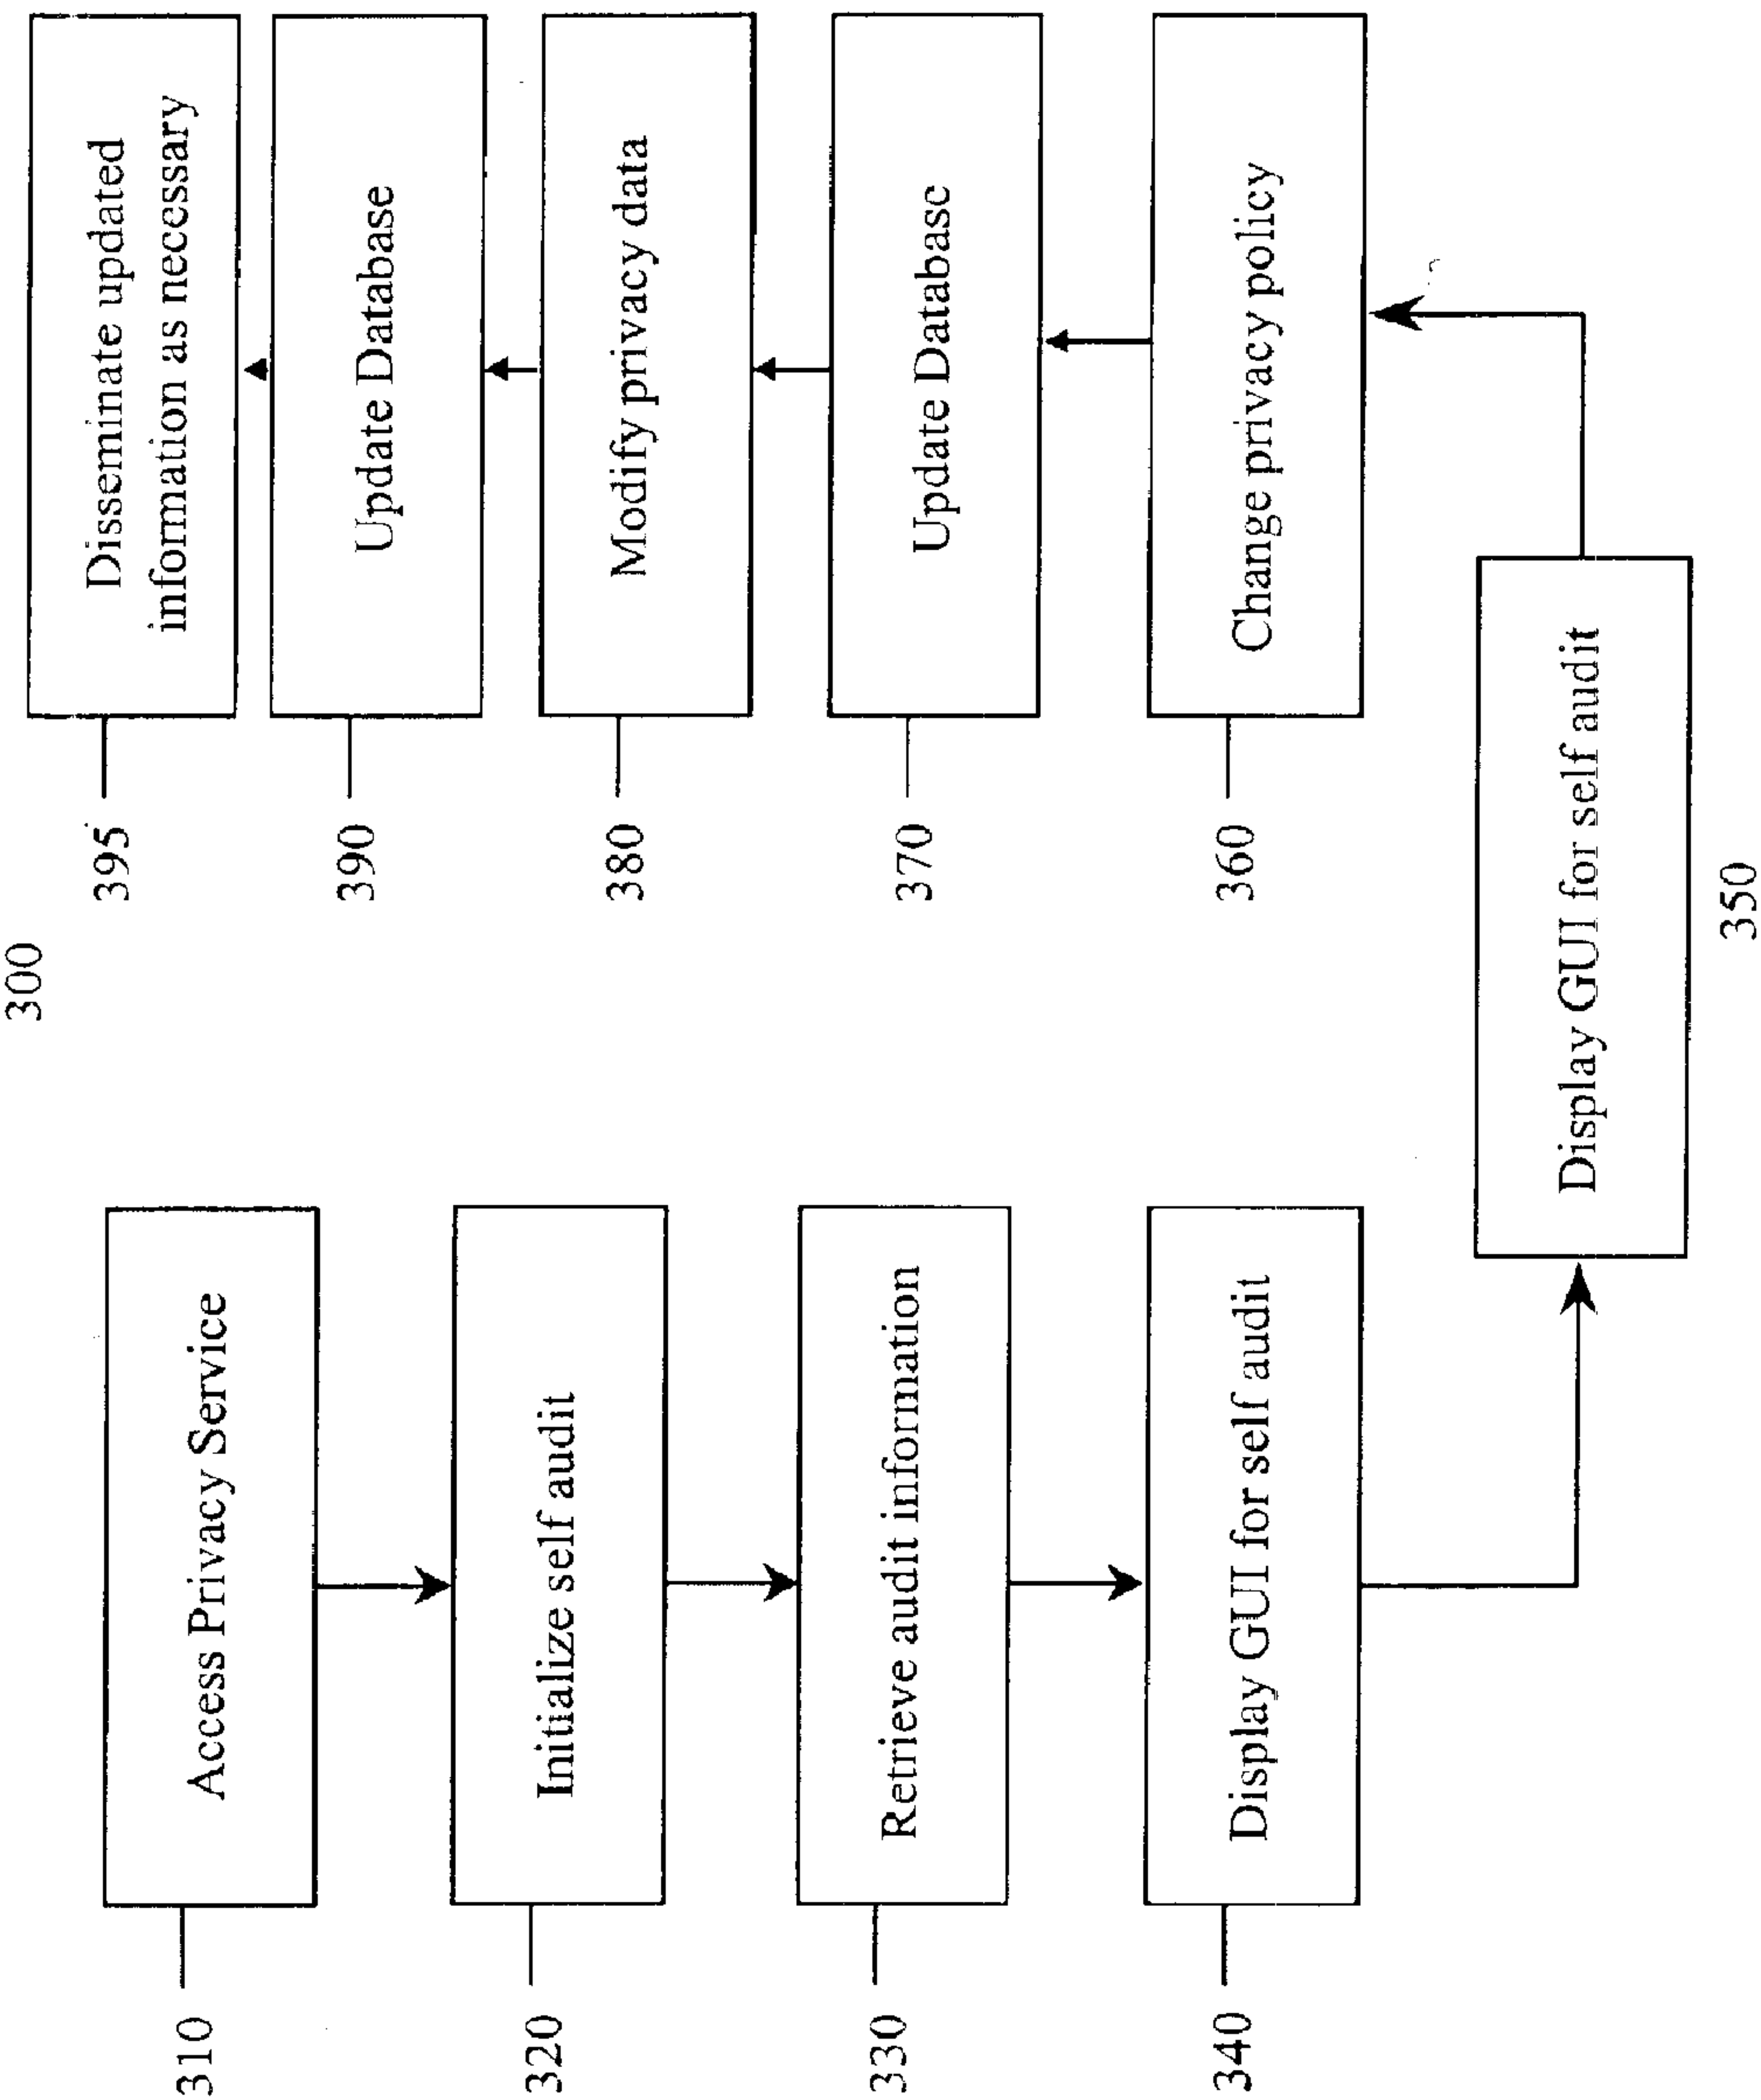 300
310
Access Privacy Service
320
Initialize self audit
330
Retrieve audit information
340
Display GUI for self audit
Display GUI for self audit
350
360
Change privacy policy
370
Update Database
380
Modify privacy data
390
Update Database
395
Disseminate updated
information as necessary